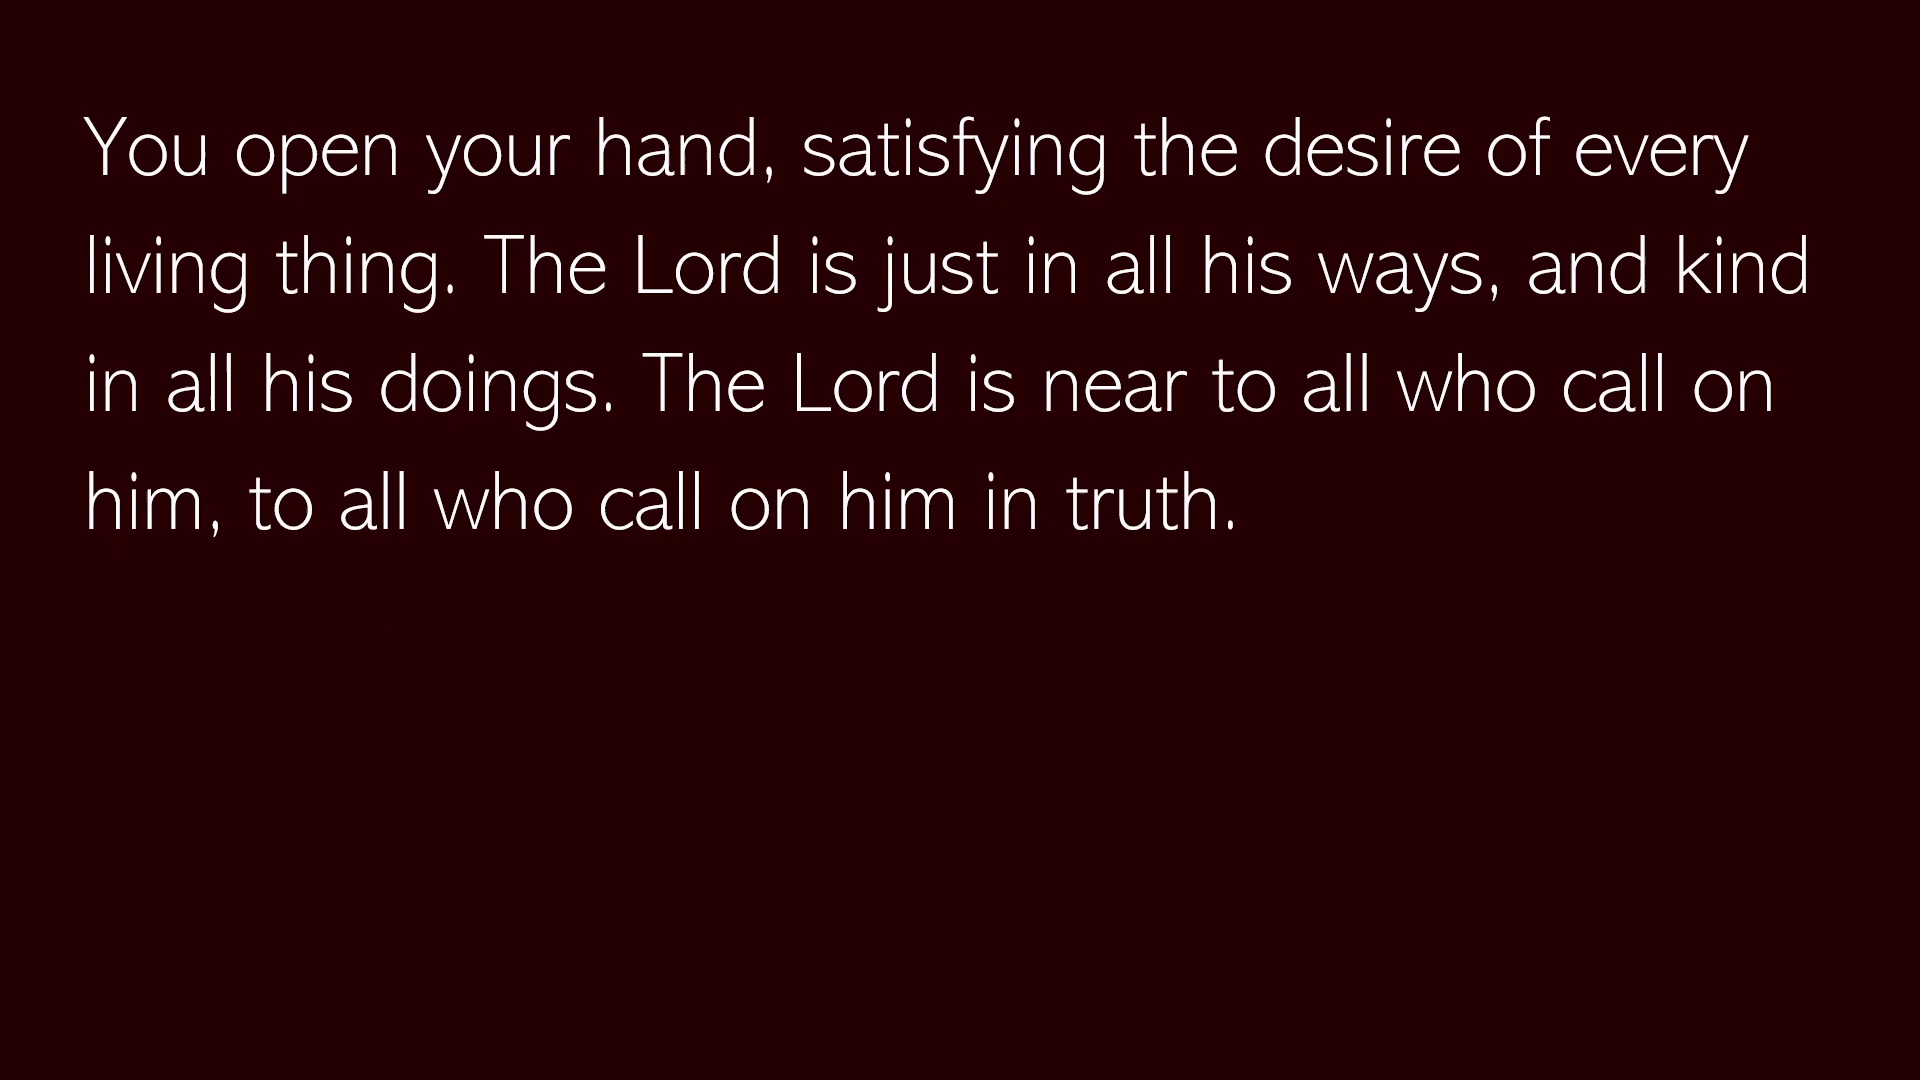 You open your hand, satisfying the desire of every
living thing. The Lord is just in all his ways, and kind
in all his doings. The Lord is near to all who call on
him, to all who call on him in truth.